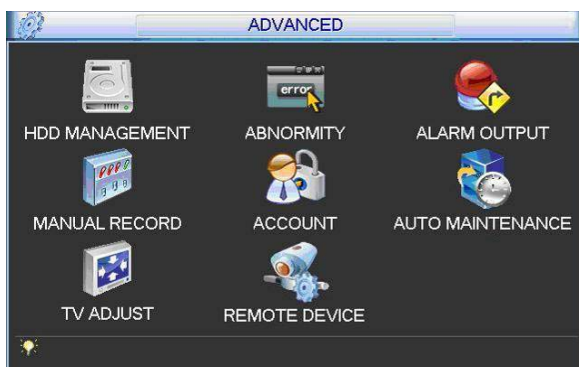 ADVANCED
error
HDD MANAGEMENT ABNORMITY ALARM OUTPUT
MANUAL RECORD ACCOUNT AUTO MAINTENANCE
TV ADJUST REMOTE DEVICE